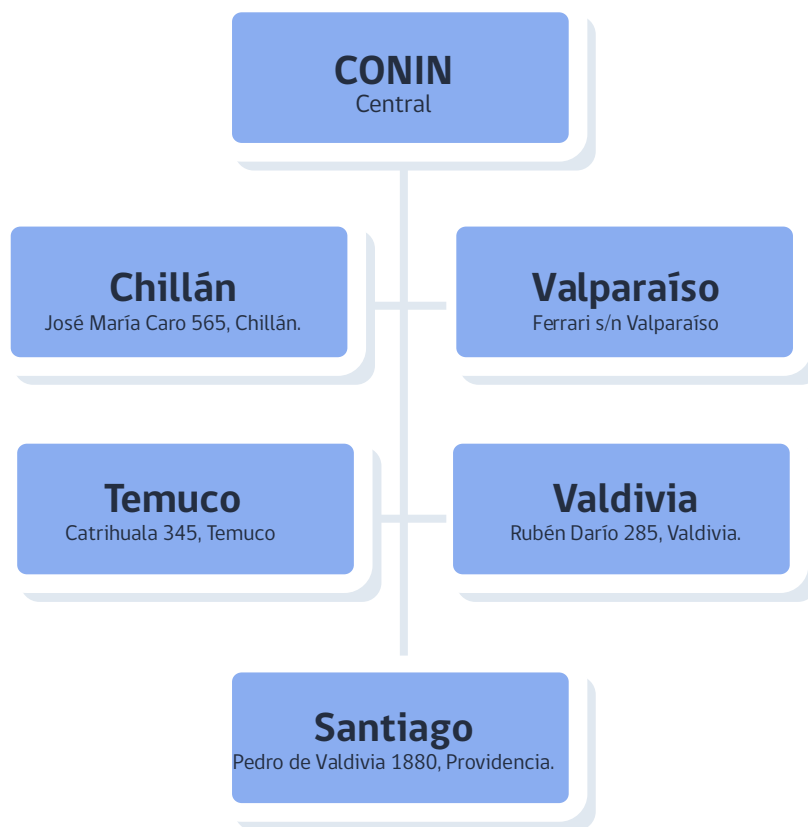 CONIN
Central
Chillán
José María Caro 565, Chillán.
Valparaíso
Ferrari s/n Valparaíso
Temuco
Catrihuala 345, Temuco
Valdivia
Rubén Darío 285, Valdivia.
Santiago
Pedro de Valdivia 1880, Providencia.